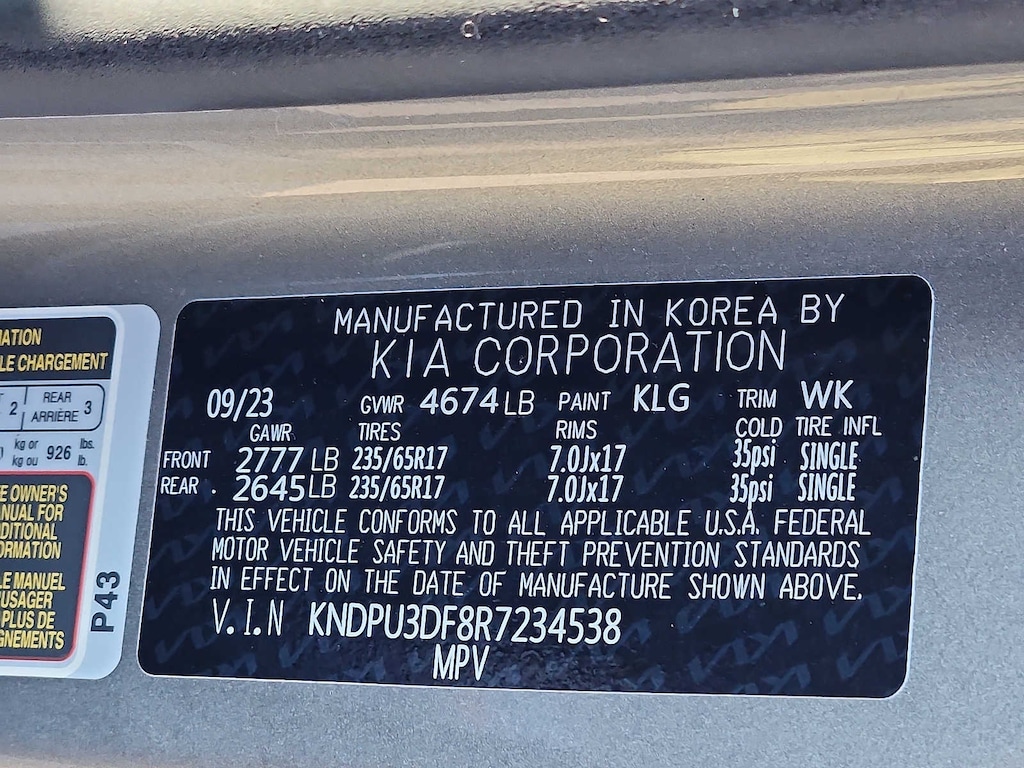 MATION
LE CHARGEMENT
2 REAR
ARRIÈRE 3
kg or 926 lbs.
kg ou lb.
E OWNER'S
ANUAL FOR
DITIONAL
ORMATION
LE MANUEL
'USAGER
PLUS DE
GNEMENTS
P43
MANUFACTURED IN KOREA BY
KIA CORPORATION
09/23 GVWR 4674 LB PAINT KLG TRIM WK
GAWR TIRES RIMS COLD TIRE INFL
FRONT 2777 LB 235/65R17 7.0Jx17 35psi SINGLE
REAR 2645 LB 235/65R17 7.0Jx17 35psi SINGLE
THIS VEHICLE CONFORMS TO ALL APPLICABLE U.S.A. FEDERAL
MOTOR VEHICLE SAFETY AND THEFT PREVENTION STANDARDS
IN EFFECT ON THE DATE OF MANUFACTURE SHOWN ABOVE.
V.I.N KNDPU3DF8R7234538
MPV